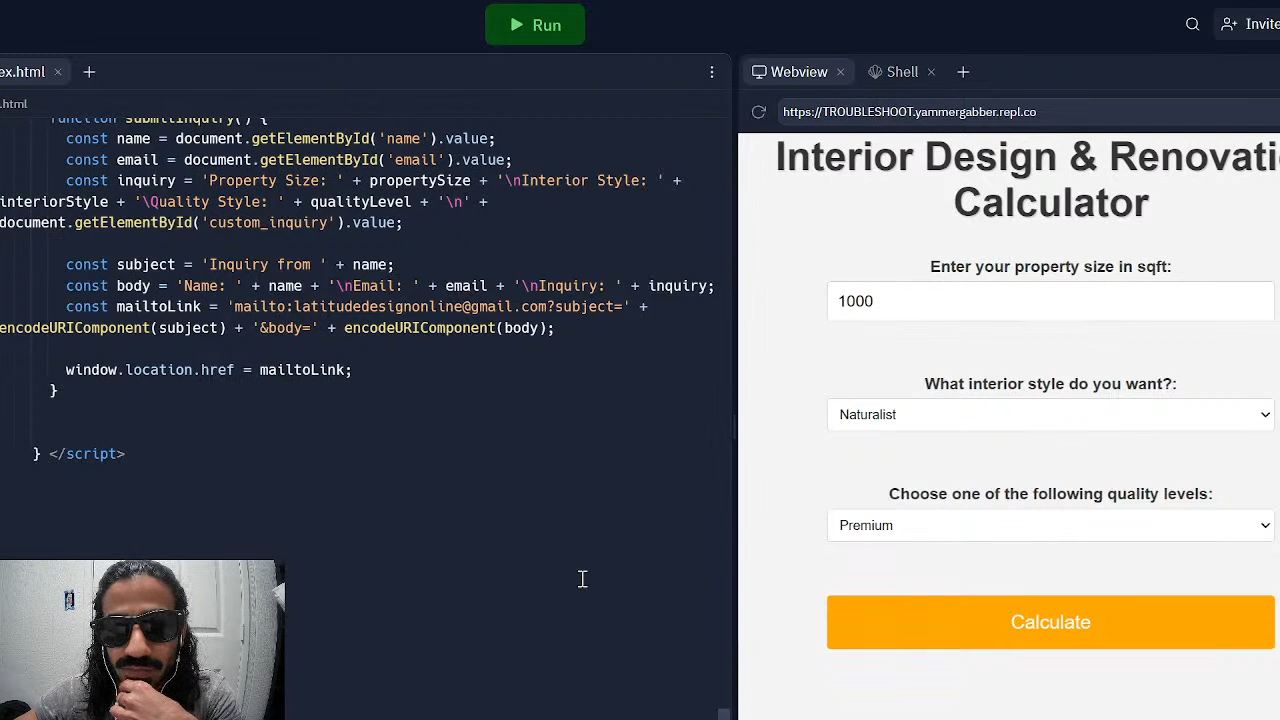 Run
Invite
ex.html
Webview
Shell
.html
https://TROUBLESHOOT.yammergabber.repl.co
function submitInquiry() {
const name = document.getElementById('name').value;
const email = document.getElementById('email').value;
const inquiry = 'Property Size: ' + propertySize + '\nInterior Style: ' +
interiorStyle + '\Quality Style: ' + qualityLevel + '\n' +
document.getElementById('custom_inquiry').value;
const subject = 'Inquiry from ' + name;
const body = 'Name: ' + name + '\nEmail: ' + email + '\nInquiry: ' + inquiry;
const mailtoLink = 'mailto:latitudedesignonline@gmail.com?subject=' +
encodeURIComponent(subject) + '&body=' + encodeURIComponent(body);
window.location.href = mailtoLink;
}
} </script>
Interior Design & Renovati
Calculator
Enter your property size in sqft:
1000
What interior style do you want?:
Naturalist
Choose one of the following quality levels:
Premium
Calculate